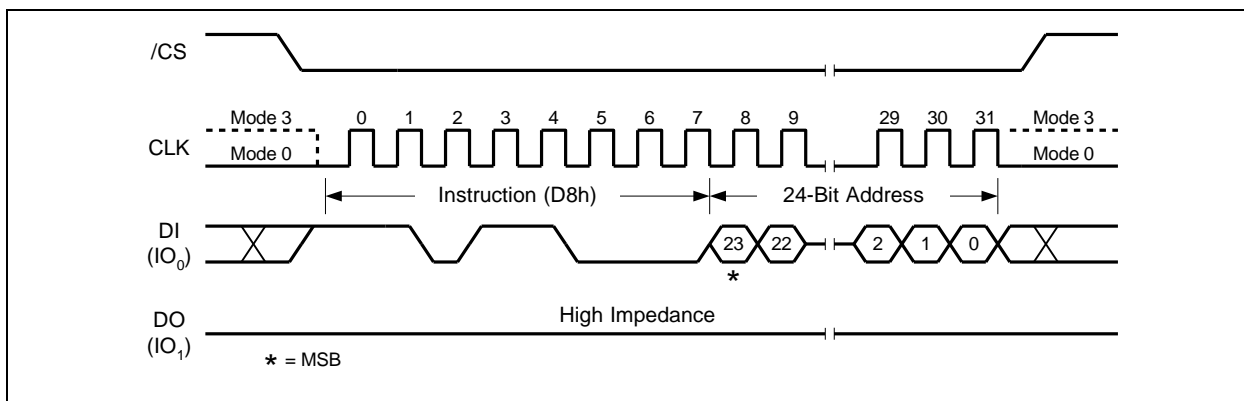 /CS
Mode 3 0 1 2 3 4 5 6 7 8 9 29 30 31 Mode 3
CLK
Mode 0 Mode 0
Instruction (D8h) 24-Bit Address
DI
(IO0) 23 22 2 1 0
*
High Impedance
DO
(IO1)
* = MSB